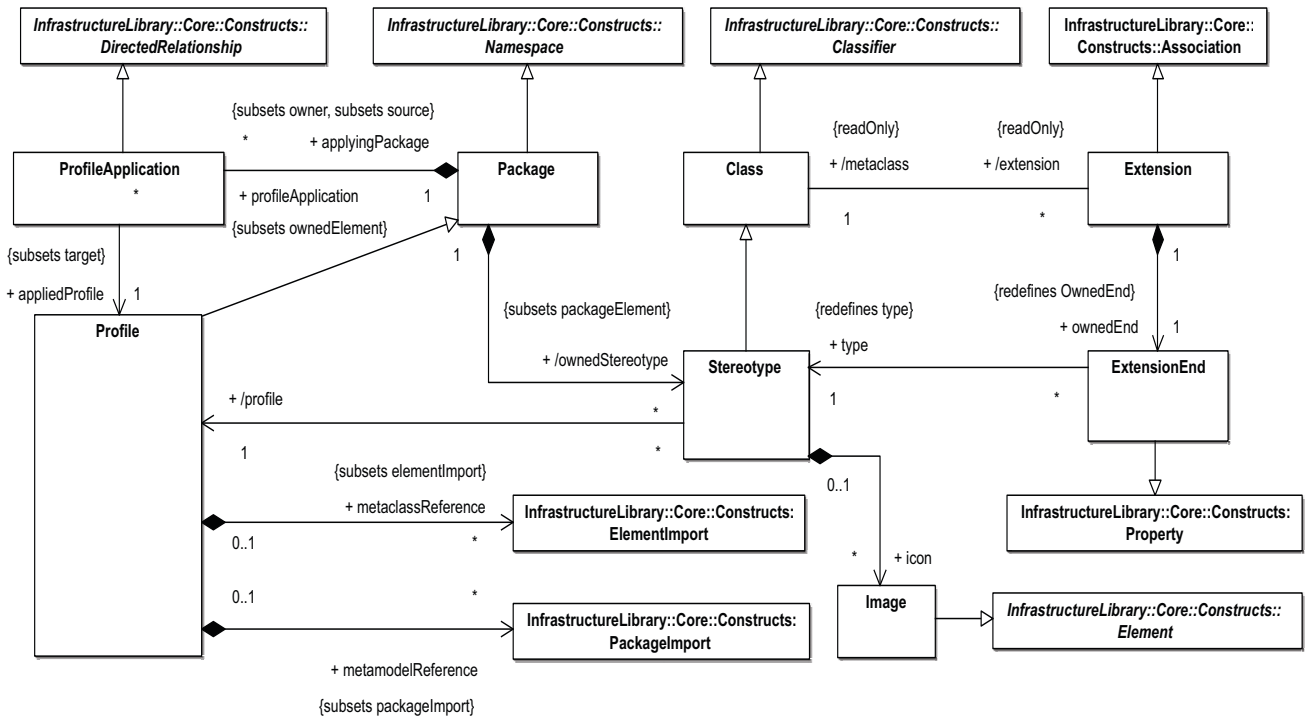 InfrastructureLibrary::Core::Constructs::
DirectedRelationship
InfrastructureLibrary::Core::Constructs::
Namespace
InfrastructureLibrary::Core::Constructs::
Classifier
InfrastructureLibrary::Core::
Constructs::Association
{subsets owner, subsets source}
*
+ applyingPackage
{readOnly}
+ /metaclass
{readOnly}
+ /extension
ProfileApplication
*
Package
Class
Extension
+ profileApplication
1
{subsets ownedElement}
1
*
{subsets target}
+ appliedProfile
1
1
1
{subsets packageElement}
+ /ownedStereotype
{redefines type}
+ type
{redefines OwnedEnd}
+ ownedEnd
1
Profile
Stereotype
ExtensionEnd
+ /profile
*
1
*
1
*
{subsets elementImport}
+ metaclassReference
0..1
*
InfrastructureLibrary::Core::Constructs:
ElementImport
0..1
InfrastructureLibrary::Core::Constructs:
Property
*
+ icon
0..1
*
InfrastructureLibrary::Core::Constructs:
PackageImport
Image
InfrastructureLibrary::Core::Constructs::
Element
+ metamodelReference
{subsets packageImport}